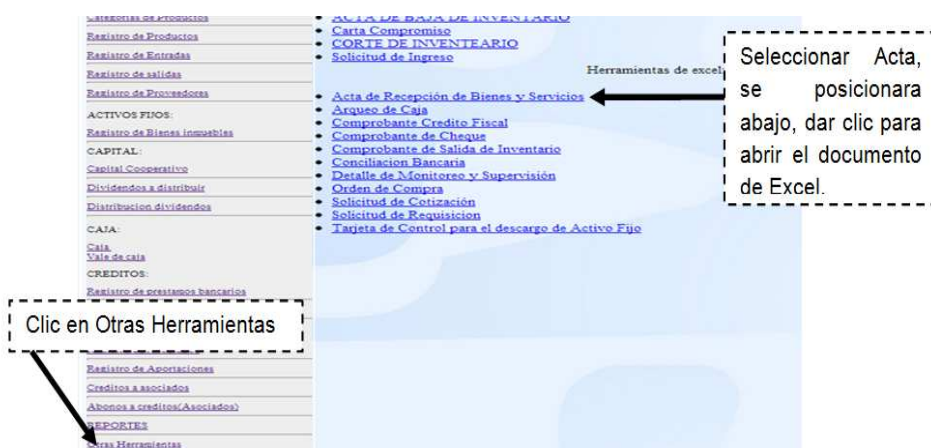 Categorias de Productos
Registro de Productos
Registro de Entradas
Registro de salidas
Registro de Proveedores
ACTIVOS FIJOS:
Registro de Bienes inmuebles
CAPITAL:
Capital Cooperativo
Dividendos a distribuir
Distribucion dividendos
CAJA:
Caja
Vale de caja
CREDITOS:
Registro de prestamos bancarios
Registro de Aportaciones
Creditos a asociados
Abonos a creditos(Asociados)
REPORTES
Otras Herramientas
ACTA DE BAJA DE INVENTARIO
Carta Compromiso
CORTE DE INVENTEARIO
Solicitud de Ingreso
Herramientas de excel
Acta de Recepción de Bienes y Servicios
Arqueo de Caja
Comprobante Credito Fiscal
Comprobante de Cheque
Comprobante de Salida de Inventario
Conciliacion Bancaria
Detalle de Monitoreo y Supervisión
Orden de Compra
Solicitud de Cotización
Solicitud de Requisicion
Tarjeta de Control para el descargo de Activo Fijo
Seleccionar Acta,
se posicionara
abajo, dar clic para
abrir el documento
de Excel.
Clic en Otras Herramientas